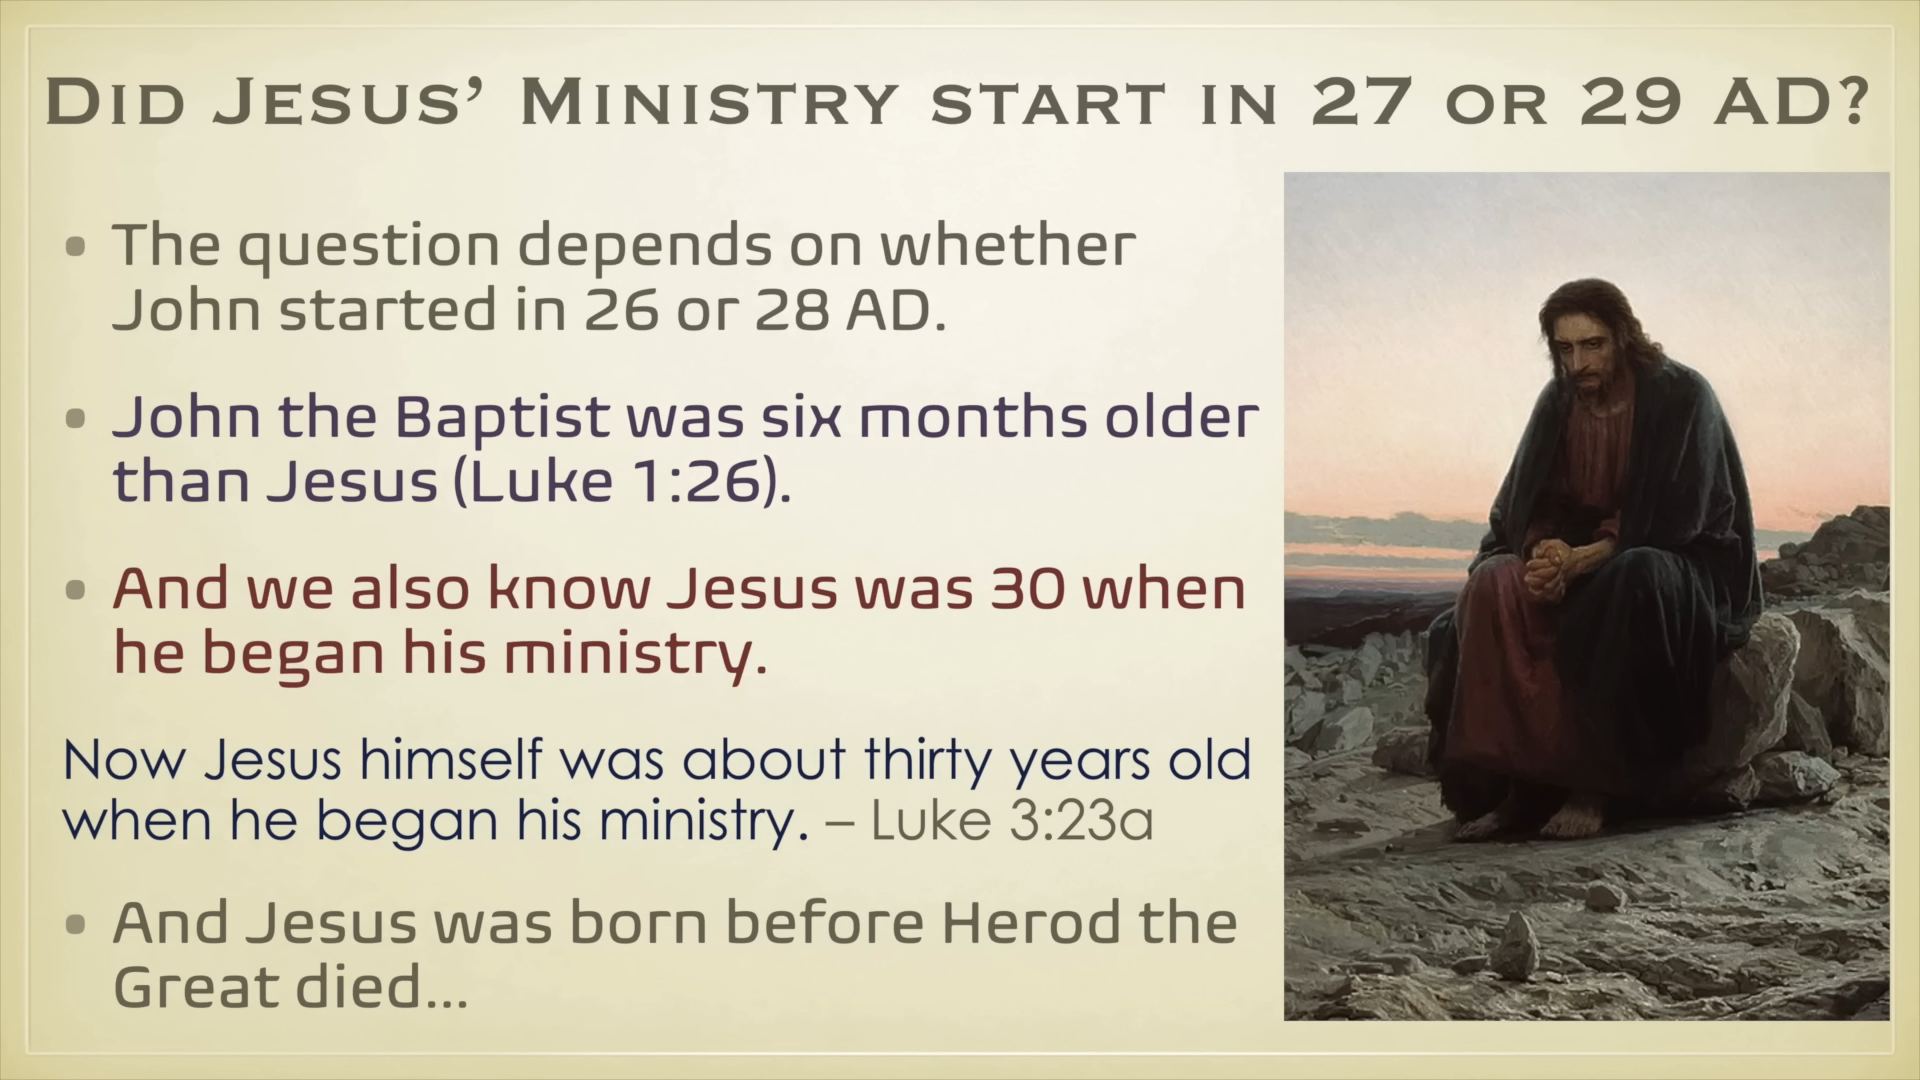 Did Jesus’ Ministry start in 27 or 29 AD?
• The question depends on whether
John started in 26 or 28 AD.
• John the Baptist was six months older
than Jesus (Luke 1:26).
• And we also know Jesus was 30 when
he began his ministry.
Now Jesus himself was about thirty years old
when he began his ministry. – Luke 3:23a
• And Jesus was born before Herod the
Great died...